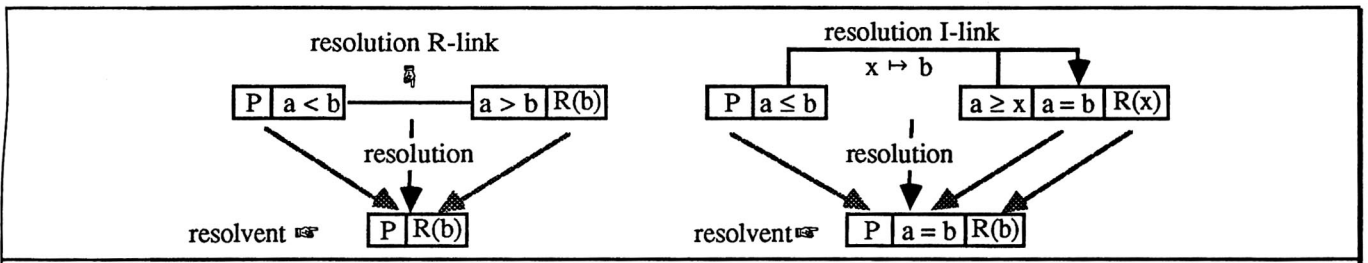 resolution R-link
P a < b a > b R(b)
resolution
resolvent ☞ P R(b)
resolution I-link
x ↦ b
P a ≤ b a ≥ x a = b R(x)
resolution
resolvent☞ P a = b R(b)